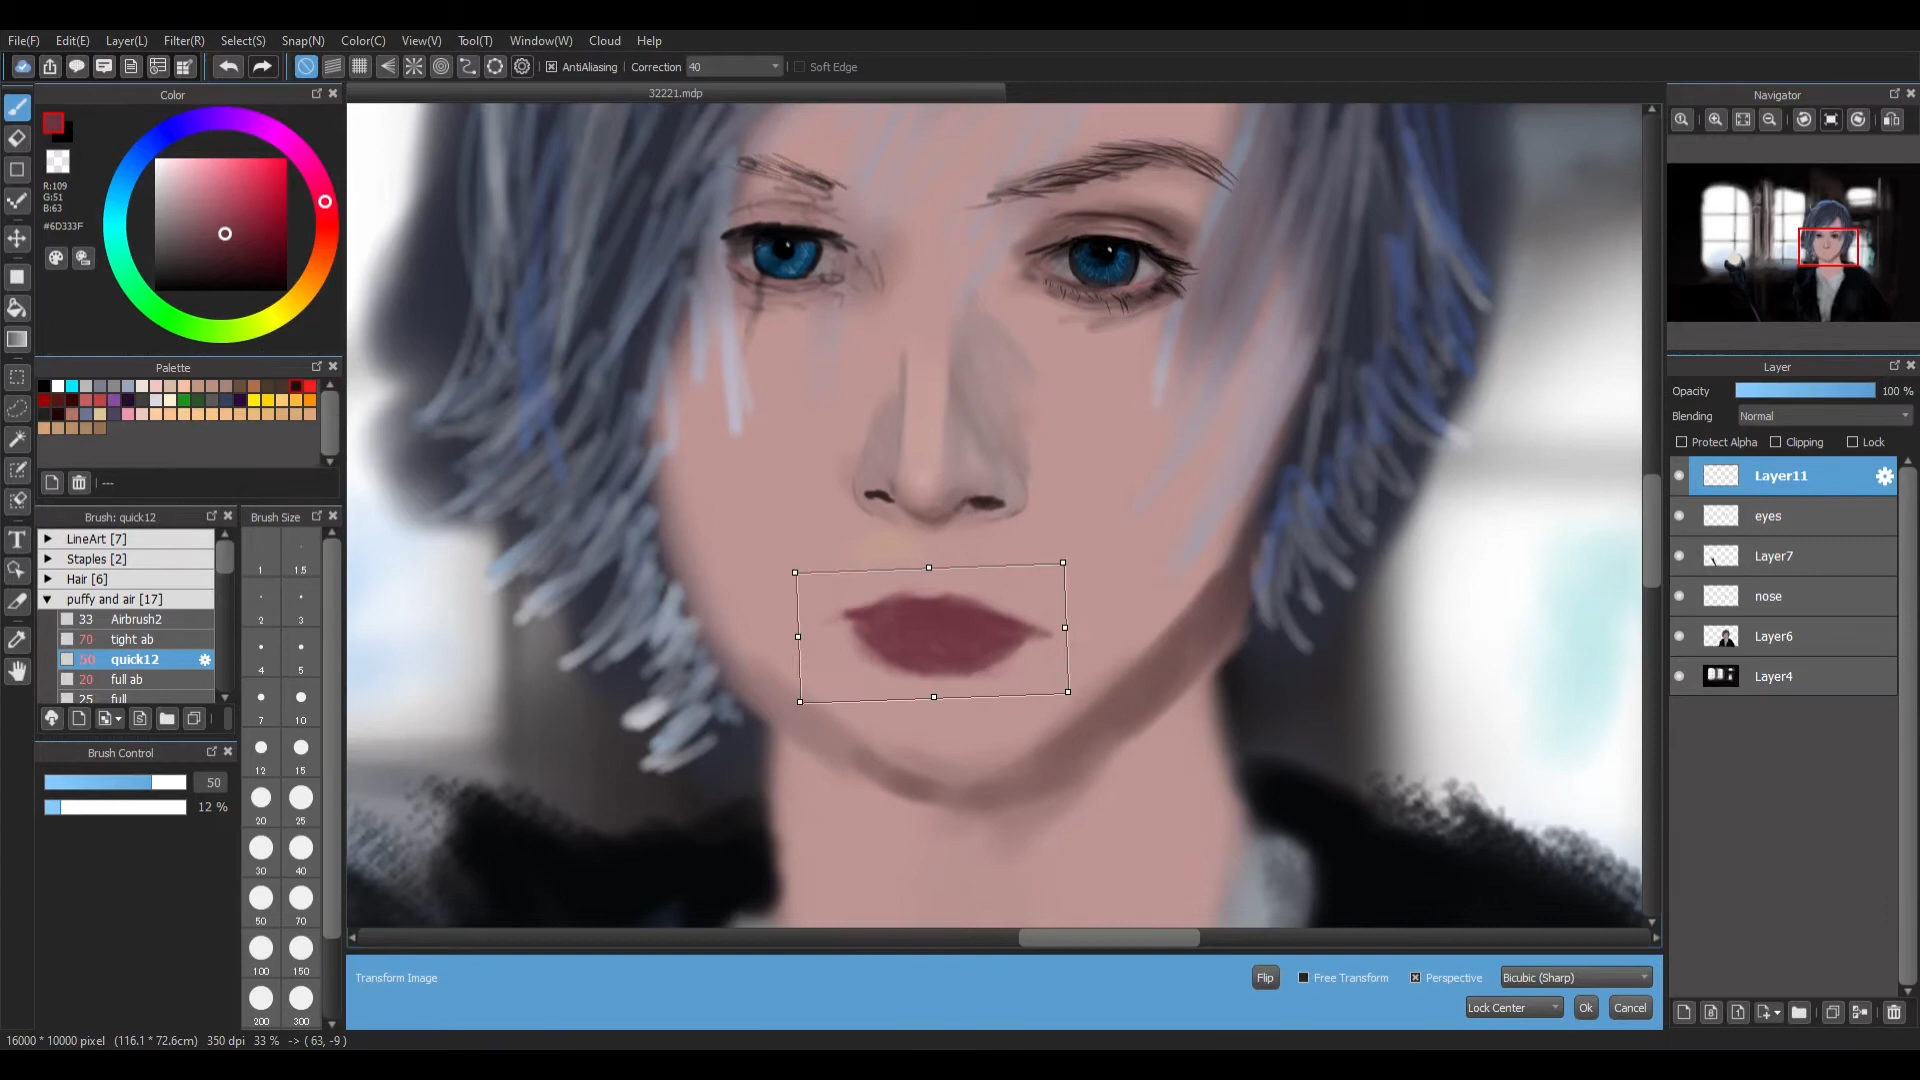 File(F) Edit(E) Layer(L) Filter(R) Select(S) Snap(N) Color(C) View(V) Tool(T) Window(W) Cloud Help
AntiAliasing Correction 40 Soft Edge
Color
R:109
G:51
B:63
#6D333F
Palette
---
Brush: quick12
LineArt [7]
Staples [2]
Hair [6]
puffy and air [17]
33 Airbrush2
70 tight ab
50 quick12
20 full ab
25 full
Brush Control
50
12 %
Brush Size
1 1.5
2 3
4 5
7 10
12 15
20 25
30 40
50 70
100 150
200 300
32221.mdp
Transform Image
Flip Free Transform Perspective Bicubic (Sharp)
Lock Center Ok Cancel
Navigator
Layer
Opacity 100 %
Blending Normal
Protect Alpha Clipping Lock
Layer11
eyes
Layer7
nose
Layer6
Layer4
16000 * 10000 pixel (116.1 * 72.6cm) 350 dpi 33 % -> ( 63, -9 )